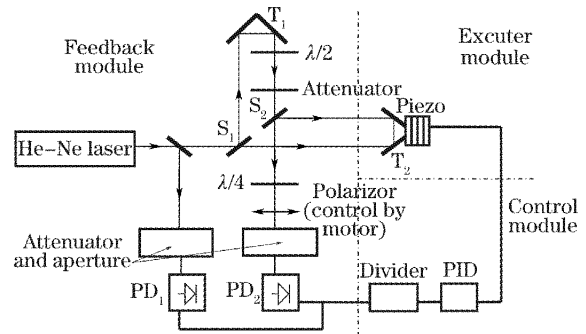 Feedback
module
T1
λ/2
Attenuator
S2
S1
Excuter
module
Piezo
T2
He–Ne laser
λ/4
Polarizor
(control by
motor)
Control
module
Attenuator
and aperture
PD1
PD2
Divider
PID